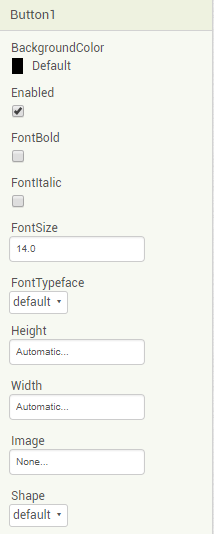 Button1
BackgroundColor
Default
Enabled
FontBold
FontItalic
FontSize
14.0
FontTypeface
default
Height
Automatic...
Width
Automatic...
Image
None...
Shape
default